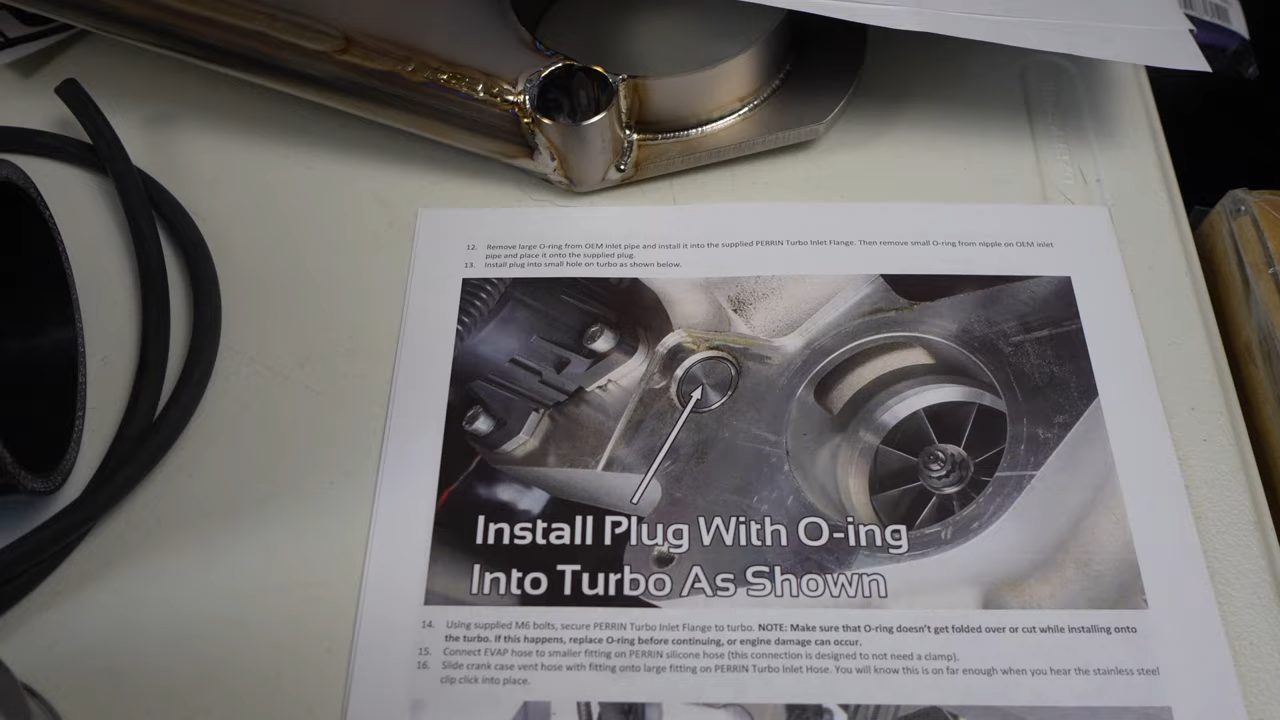 12. Remove large O-ring from OEM inlet pipe and install it into the supplied PERRIN Turbo Inlet Flange. Then remove small O-ring from nipple on OEM inlet
pipe and place it onto the supplied plug.
13. Install plug into small hole on turbo as shown below.
Install Plug With O-ing
Into Turbo As Shown
14. Using supplied M6 bolts, secure PERRIN Turbo Inlet Flange to turbo. NOTE: Make sure that O-ring doesn't get folded over or cut while installing onto
the turbo. If this happens, replace O-ring before continuing, or engine damage can occur.
15. Connect EVAP hose to smaller fitting on PERRIN silicone hose (this connection is designed to not need a clamp).
16. Slide crank case vent hose with fitting onto large fitting on PERRIN Turbo Inlet Hose. You will know this is on far enough when you hear the stainless steel
clip click into place.